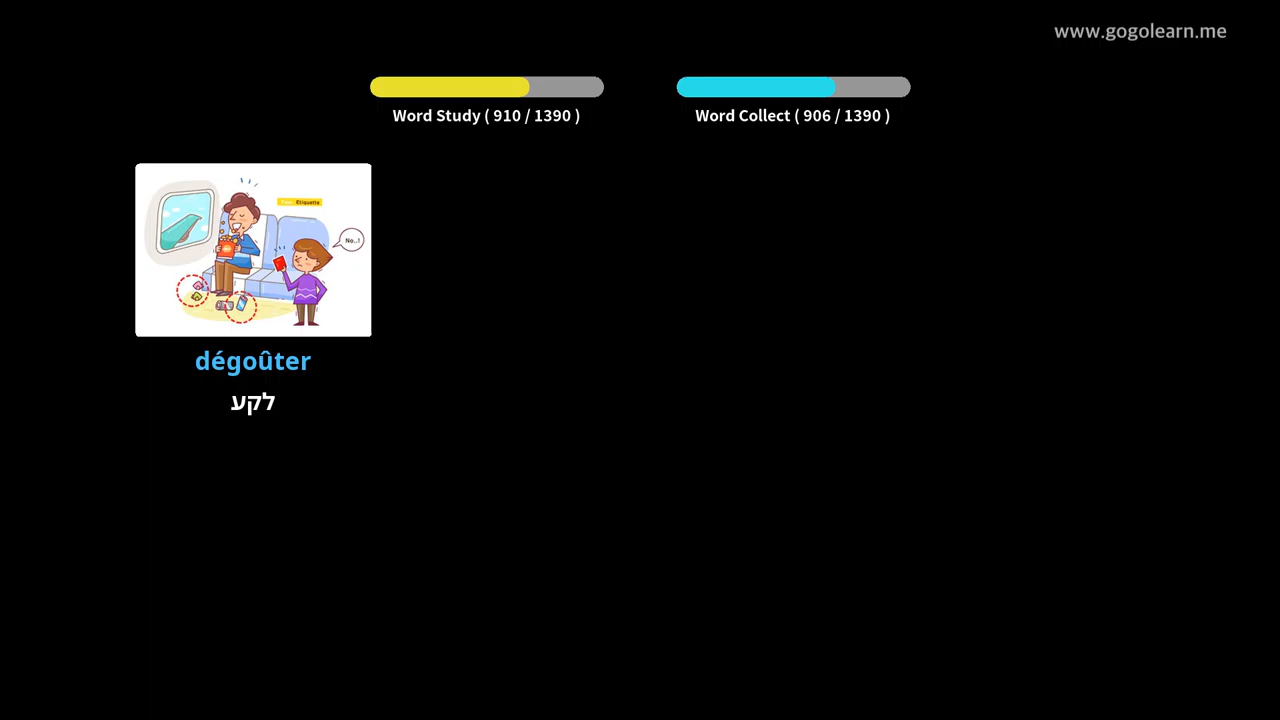 www.gogolearn.me
Word Study ( 910 / 1390 )
Word Collect ( 906 / 1390 )
Etiquette
No..!
dégoûter
לקע